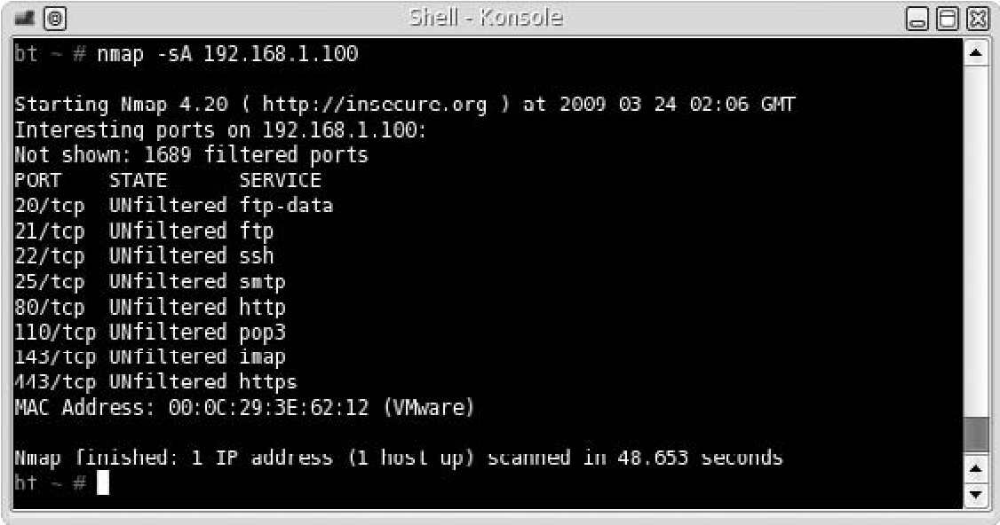 Shell - Konsole
bt ~ # nmap -sA 192.168.1.100
Starting Nmap 4.20 ( http://insecure.org ) at 2009 03 24 02:06 GMT
Interesting ports on 192.168.1.100:
Not shown: 1689 filtered ports
PORT STATE SERVICE
20/tcp UNfiltered ftp-data
21/tcp UNfiltered ftp
22/tcp UNfiltered ssh
25/tcp UNfiltered smtp
80/tcp UNfiltered http
110/tcp UNfiltered pop3
143/tcp UNfiltered imap
443/tcp UNfiltered https
MAC Address: 00:0C:29:3E:62:12 (VMware)
Nmap finished: 1 IP address (1 host up) scanned in 48.653 seconds
bt ~ #